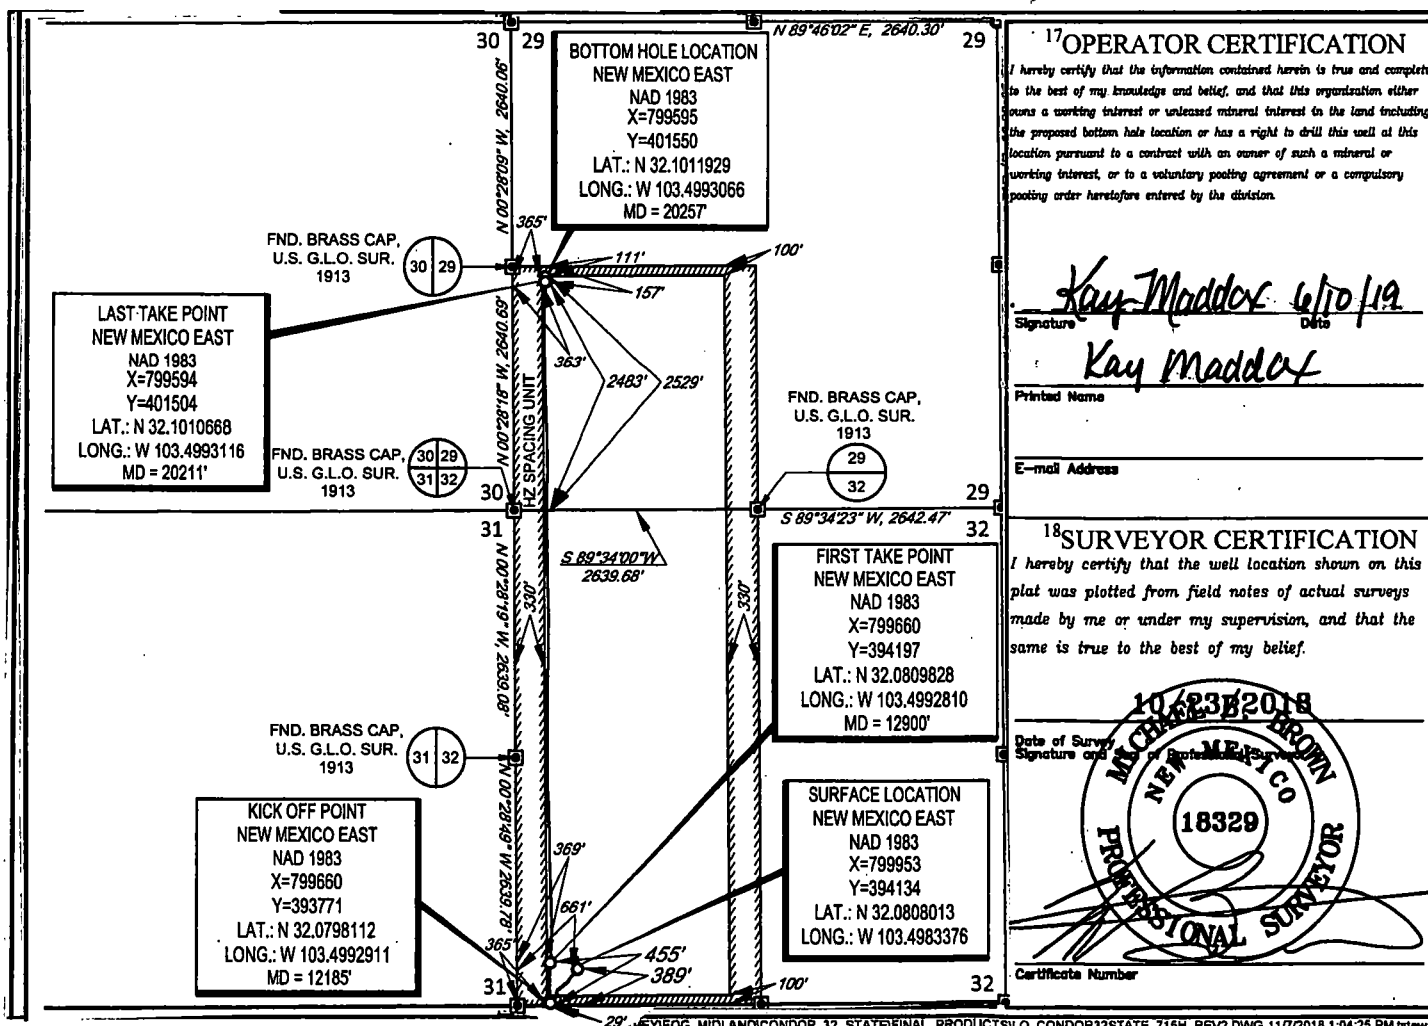 30
29
N 89°46'02" E, 2640.30'
29
N 00°28'09" W, 2640.06'
BOTTOM HOLE LOCATION
NEW MEXICO EAST
NAD 1983
X=799595
Y=401550
LAT.: N 32.1011929
LONG.: W 103.4993066
MD = 20257'
365'
111'
100'
157'
363'
2483'
2529'
FND. BRASS CAP,
U.S. G.L.O. SUR.
1913
30 29
LAST TAKE POINT
NEW MEXICO EAST
NAD 1983
X=799594
Y=401504
LAT.: N 32.1010668
LONG.: W 103.4993116
MD = 20211'
N 00°28'18" W, 2640.69'
HZ SPACING UNIT
FND. BRASS CAP,
U.S. G.L.O. SUR.
1913
30 29
31 32
FND. BRASS CAP,
U.S. G.L.O. SUR.
1913
29
32
30
29
31
32
S 89°34'23" W, 2642.47'
S 89°34'00" W
2639.68'
N 00°28'19" W, 2639.08'
330'
330'
FIRST TAKE POINT
NEW MEXICO EAST
NAD 1983
X=799660
Y=394197
LAT.: N 32.0809828
LONG.: W 103.4992810
MD = 12900'
FND. BRASS CAP,
U.S. G.L.O. SUR.
1913
31 32
N 00°28'49" W 2639.78'
KICK OFF POINT
NEW MEXICO EAST
NAD 1983
X=799660
Y=393771
LAT.: N 32.0798112
LONG.: W 103.4992911
MD = 12185'
SURFACE LOCATION
NEW MEXICO EAST
NAD 1983
X=799953
Y=394134
LAT.: N 32.0808013
LONG.: W 103.4983376
369'
661'
365'
455'
389'
100'
29'
31
32
17OPERATOR CERTIFICATION
I hereby certify that the information contained herein is true and complete
to the best of my knowledge and belief, and that this organization either
owns a working interest or unleased mineral interest in the land including
the proposed bottom hole location or has a right to drill this well at this
location pursuant to a contract with an owner of such a mineral or
working interest, or to a voluntary pooling agreement or a compulsory
pooling order heretofore entered by the division.
Kay Maddox 6/10/19
Signature Date
Kay Maddox
Printed Name
E-mail Address
18SURVEYOR CERTIFICATION
I hereby certify that the well location shown on this
plat was plotted from field notes of actual surveys
made by me or under my supervision, and that the
same is true to the best of my belief.
10/23/2018
Date of Survey
Signature and of Professional Surveyor
MICHAEL B. BROWN
NEW MEXICO
18329
PROFESSIONAL SURVEYOR
Certificate Number
MIDLAND\CONDOR_32_STATE\FINAL_PRODUCTS\LO_CONDOR32STATE_715H_REV2.DWG 11/7/2018 1:04:25 PM